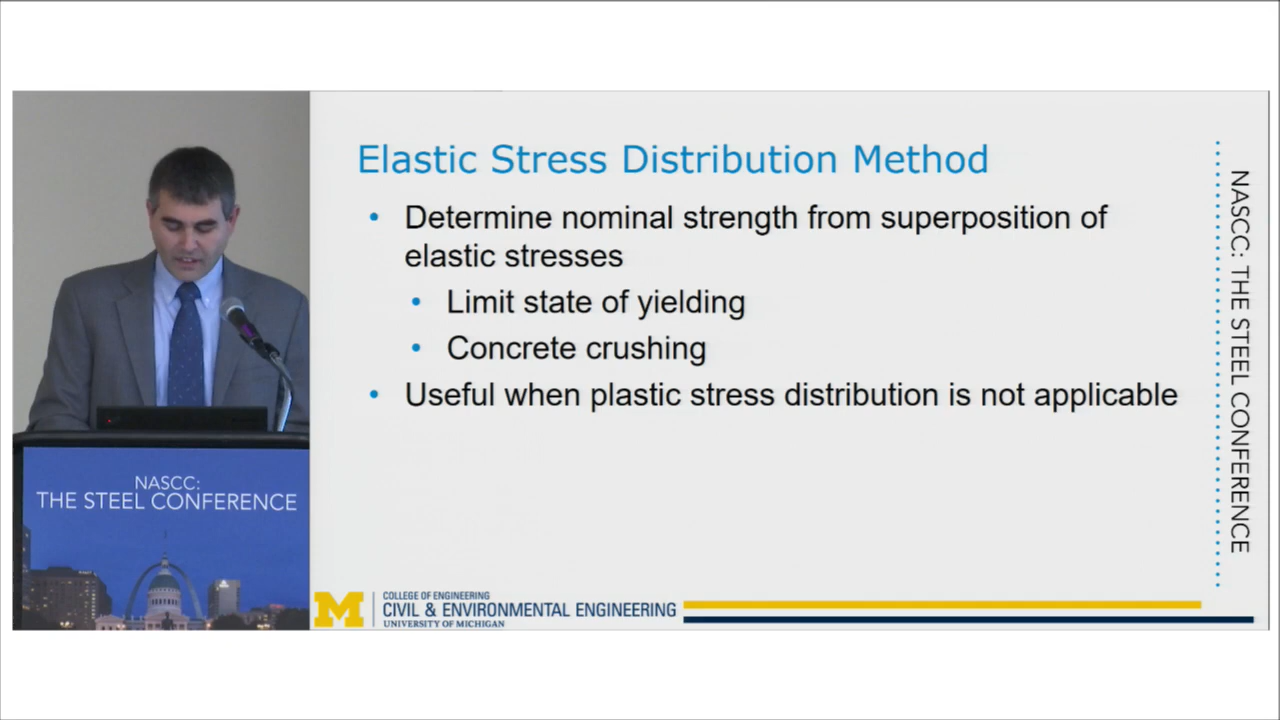 Elastic Stress Distribution Method
• Determine nominal strength from superposition of
elastic stresses
• Limit state of yielding
• Concrete crushing
• Useful when plastic stress distribution is not applicable
NASCC: THE STEEL CONFERENCE
NASCC:
THE STEEL CONFERENCE
M
COLLEGE OF ENGINEERING
CIVIL & ENVIRONMENTAL ENGINEERING
UNIVERSITY OF MICHIGAN